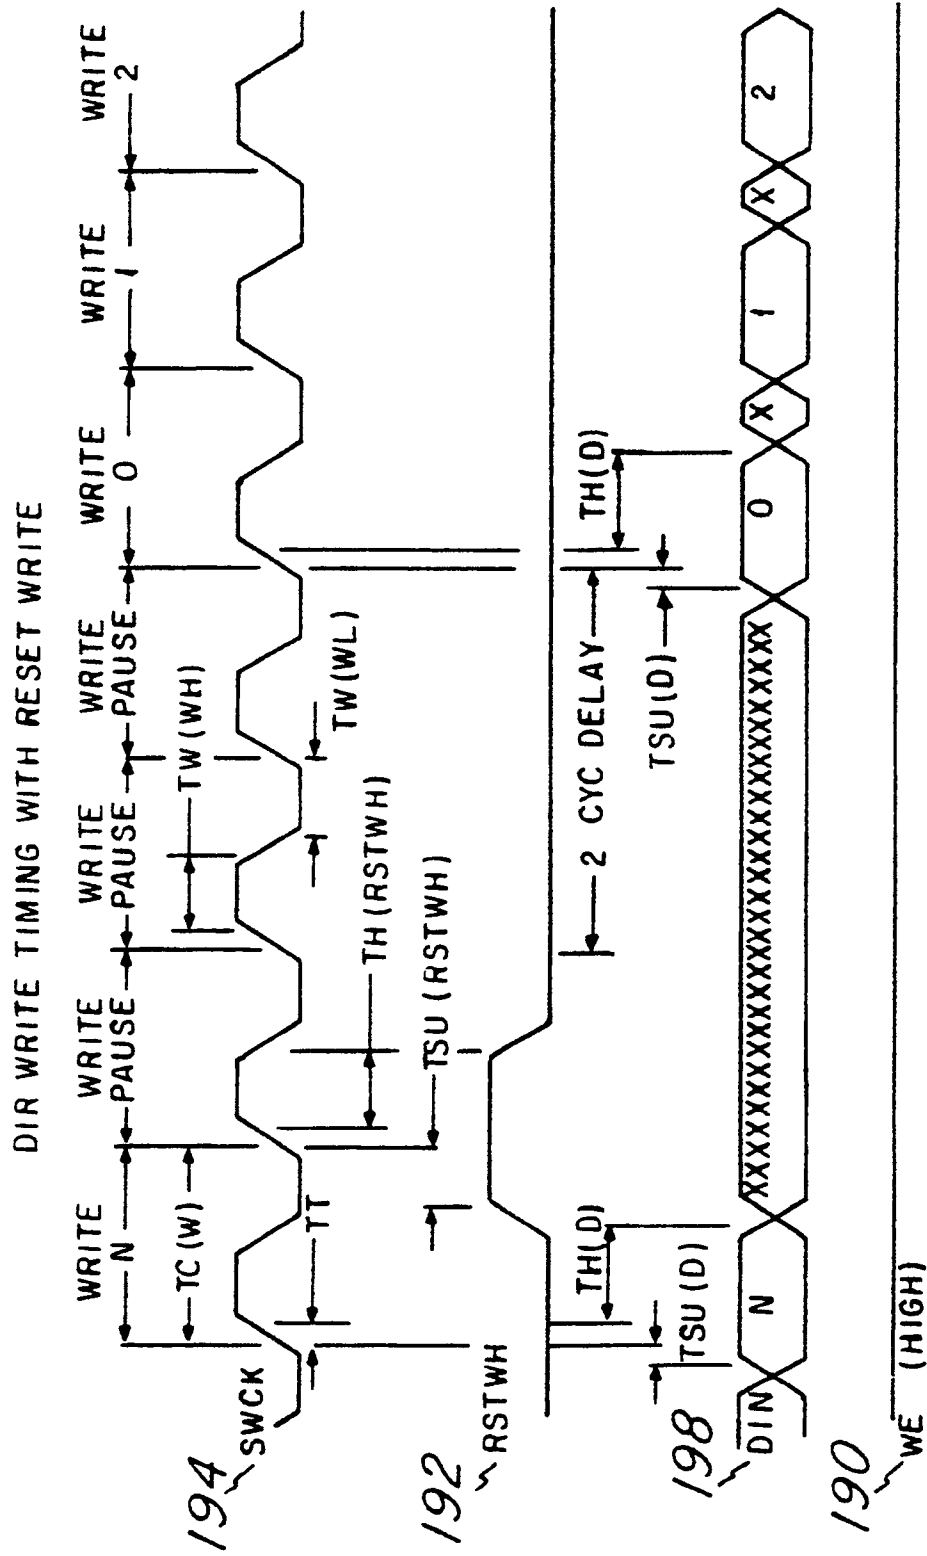 DIR WRITE TIMING WITH RESET WRITE
WRITE N
WRITE PAUSE
WRITE PAUSE
WRITE PAUSE
WRITE 0
WRITE 1
WRITE 2
TC (W)
TW (WH)
194
SWCK
TT
TW (WL)
TH (RSTWH)
TSU (RSTWH)
192
RSTWH
2 CYC DELAY
TH(D)
TH(D)
TSU (D)
TSU (D)
198
DIN
N
XXXXXXXXXXXXXXXXXXXXXXXXXX
0
X
1
X
2
190
WE (HIGH)